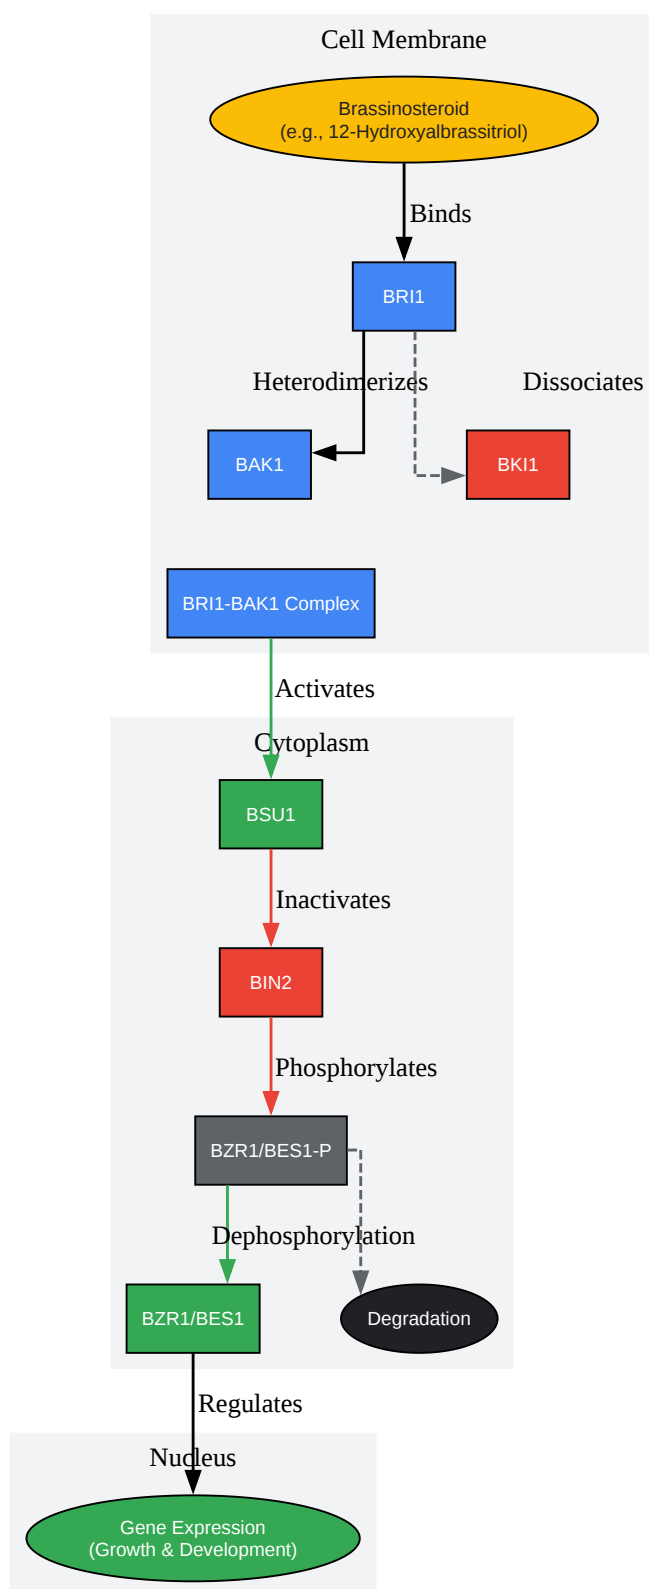 Cell Membrane
Brassinosteroid
(e.g., 12-Hydroxyalbrassitriol)
Binds
BRI1
Heterodimerizes
Dissociates
BAK1
BKI1
BRI1-BAK1 Complex
Activates
Cytoplasm
BSU1
Inactivates
BIN2
Phosphorylates
BZR1/BES1-P
Dephosphorylation
BZR1/BES1
Degradation
Regulates
Nucleus
Gene Expression
(Growth & Development)